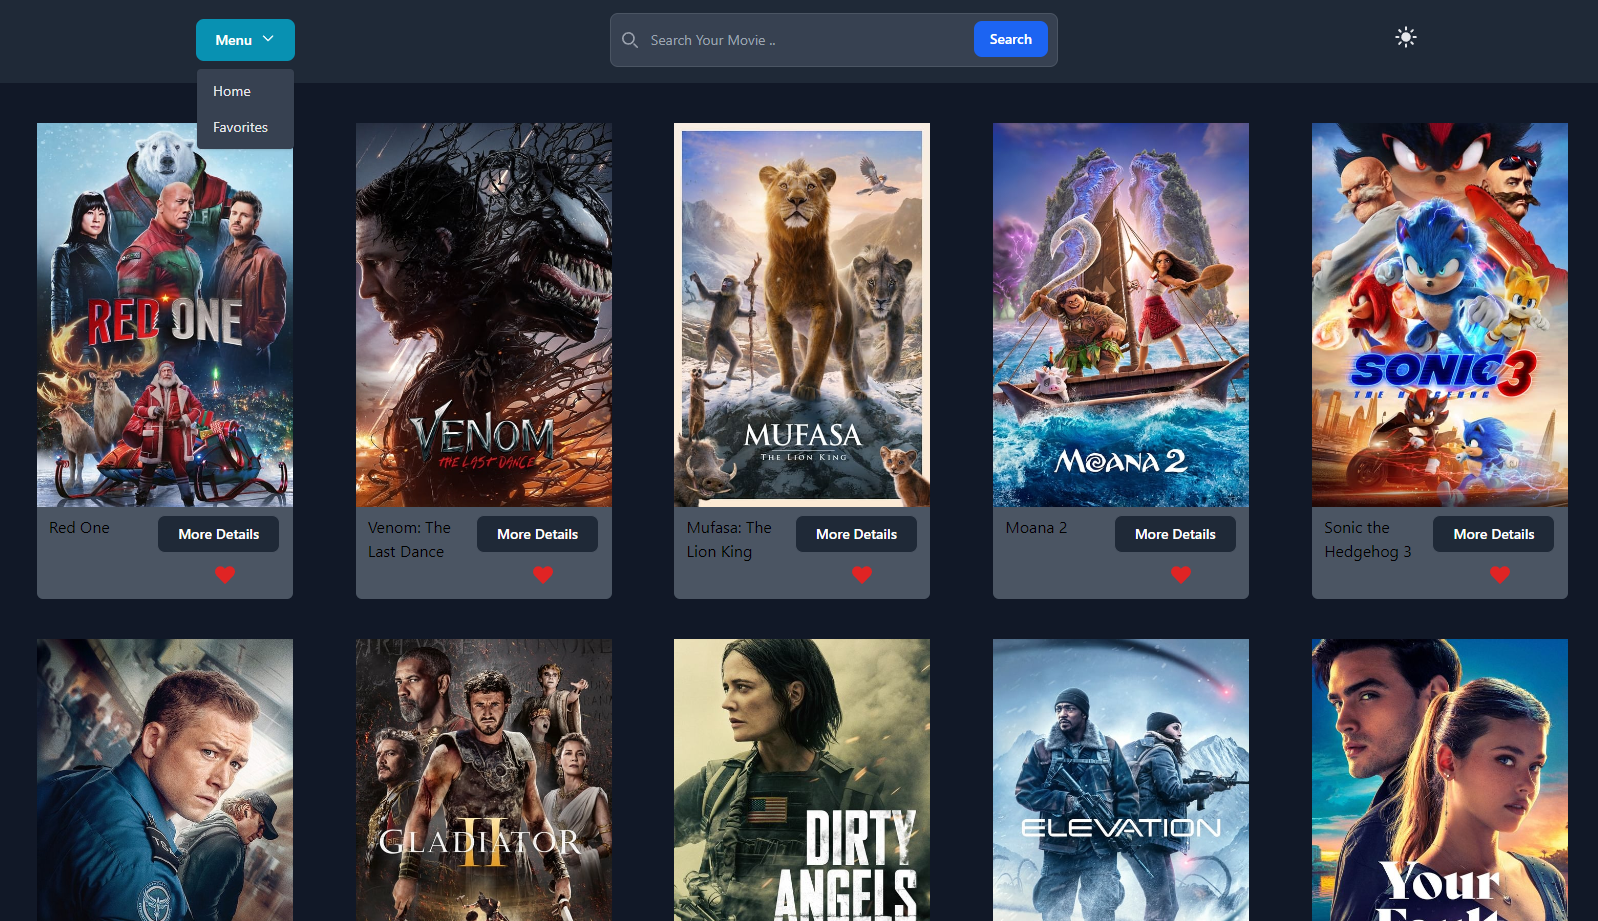 Menu
Search Your Movie ..
Search
Home
Favorites
RED ONE
VENOM
THE LAST DANCE
MUFASA
THE LION KING
MOANA 2
SONIC 3
THE HEDGEHOG
Red One
More Details
Venom: The
Last Dance
More Details
Mufasa: The
Lion King
More Details
Moana 2
More Details
Sonic the
Hedgehog 3
More Details
GLADIATOR
II
DIRTY
ANGELS
ELEVATION
Your
Fault